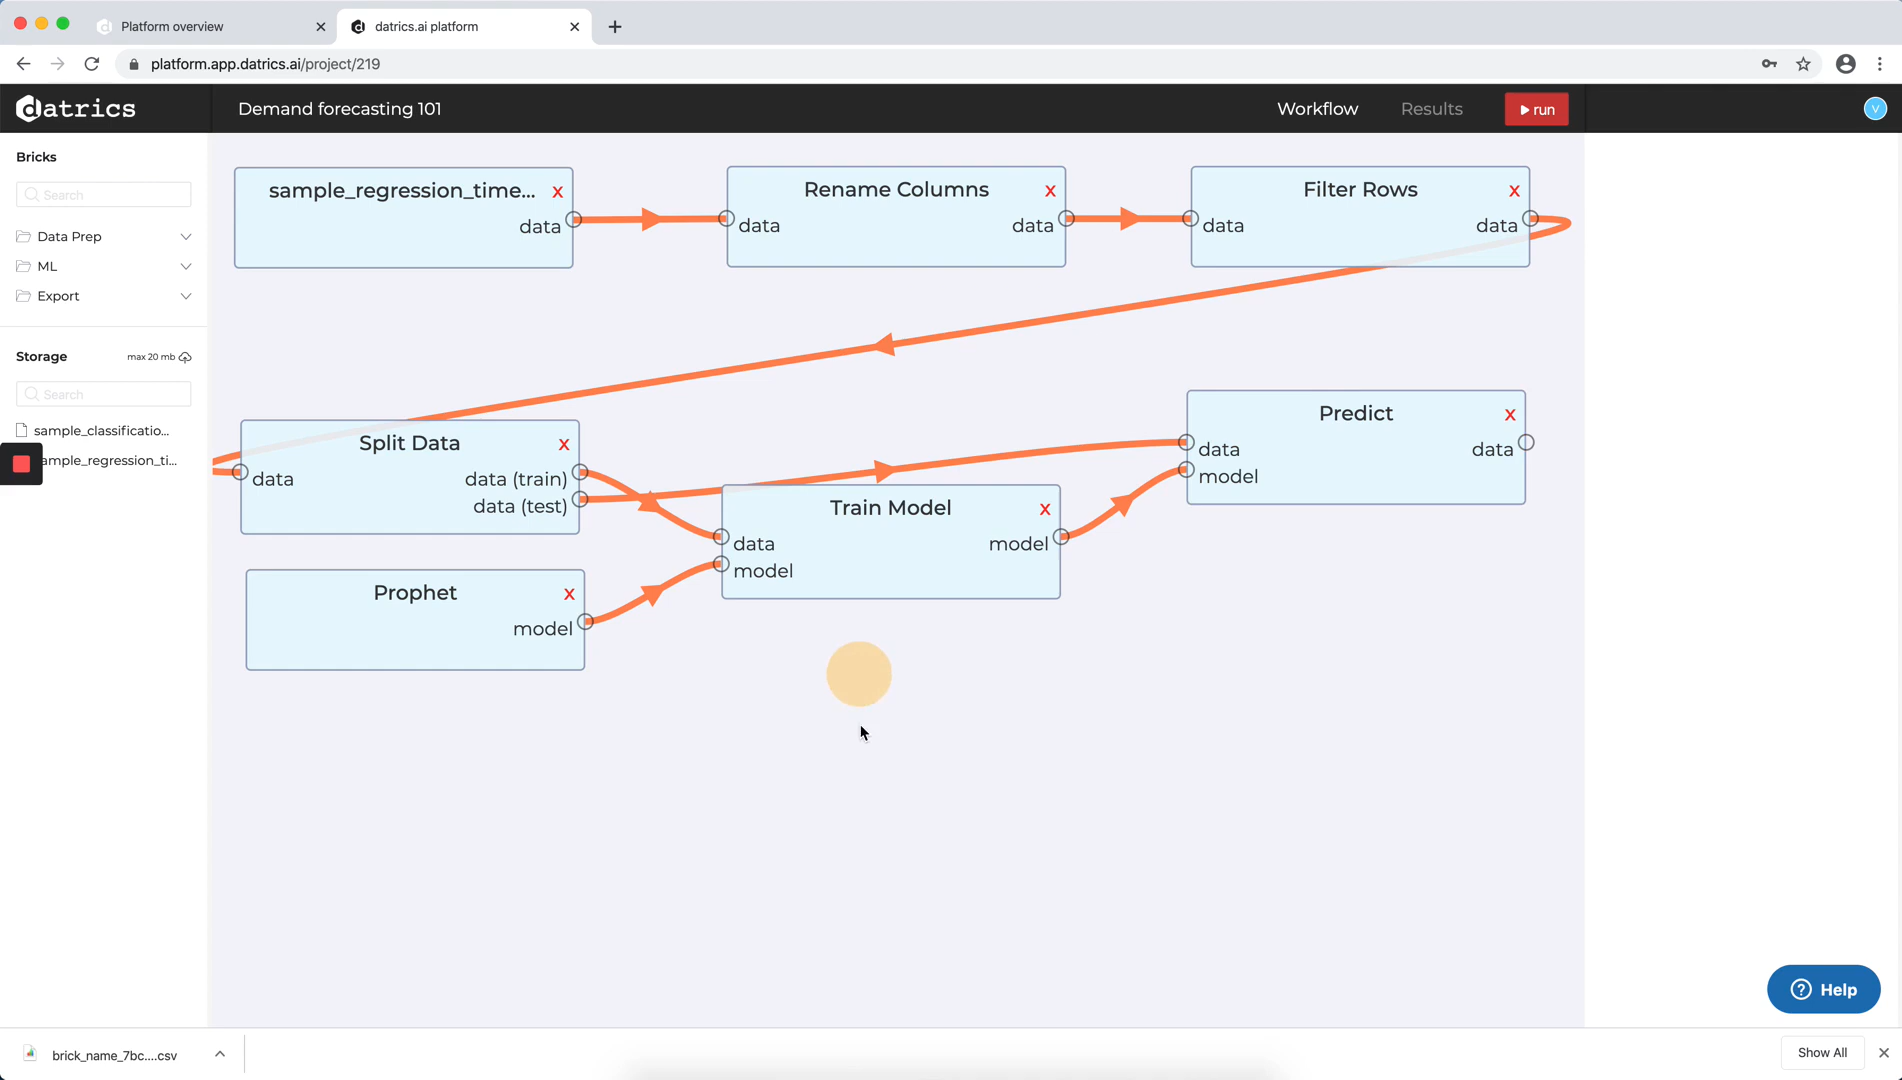 Platform overview
datrics.ai platform
platform.app.datrics.ai/project/219
datrics
Demand forecasting 101
Workflow
Results
run
V
Bricks
Search
Data Prep
ML
Export
Storage
max 20 mb
Search
sample_classificatio...
ample_regression_ti...
sample_regression_time...
x
data
Rename Columns
x
data
data
Filter Rows
x
data
data
Split Data
x
data
data (train)
data (test)
Prophet
x
model
Train Model
x
data
model
model
Predict
x
data
data
model
Help
brick_name_7bc....csv
Show All